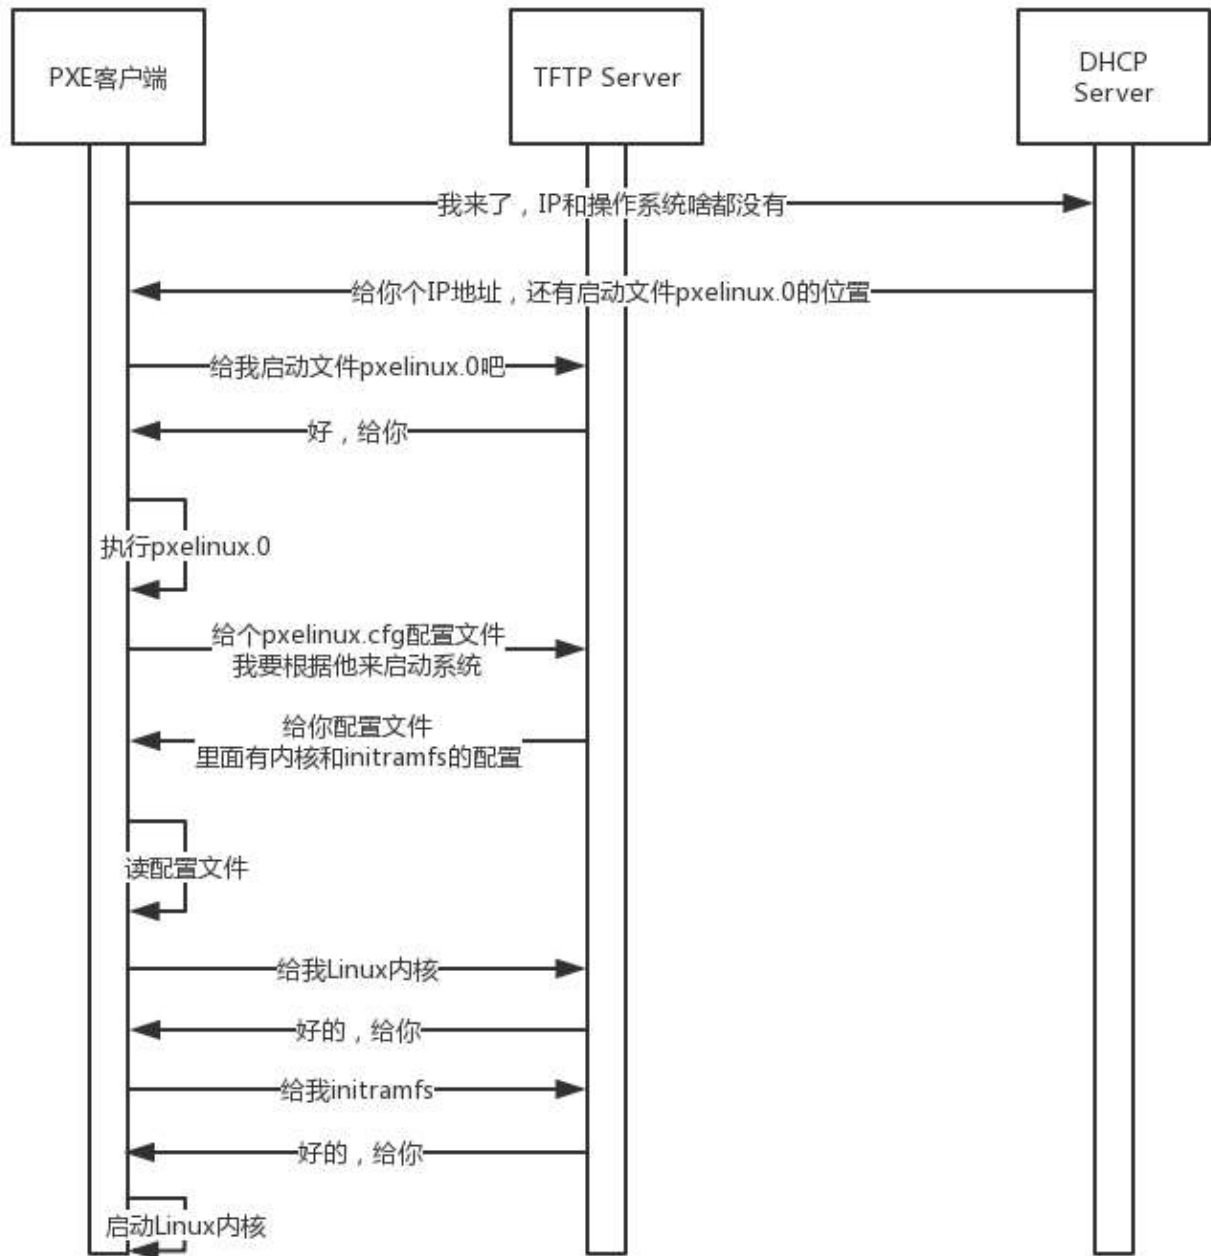 PXE客户端
TFTP Server
DHCP
Server
我来了，IP和操作系统啥都没有
给你个IP地址，还有启动文件pxelinux.0的位置
给我启动文件pxelinux.0吧
好，给你
执行pxelinux.0
给个pxelinux.cfg配置文件
我要根据他来启动系统
给你配置文件
里面有内核和initramfs的配置
读配置文件
给我Linux内核
好的，给你
给我initramfs
好的，给你
启动Linux内核